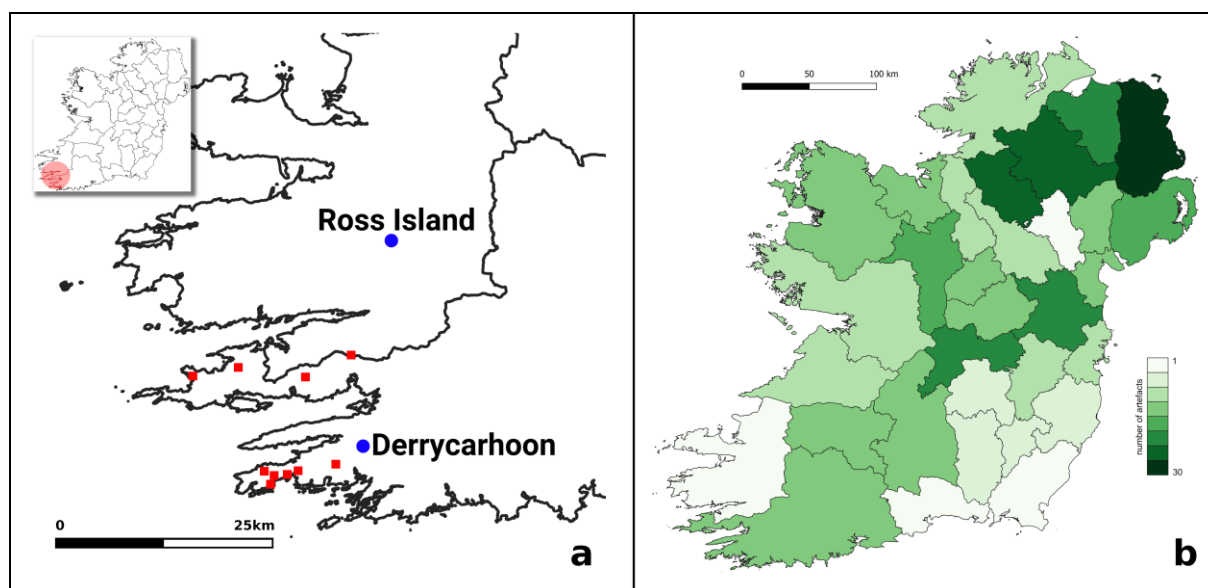 Ross Island
Derrycarhoon
0 25km
a
0 50 100 km
1
number of artefacts
30
b